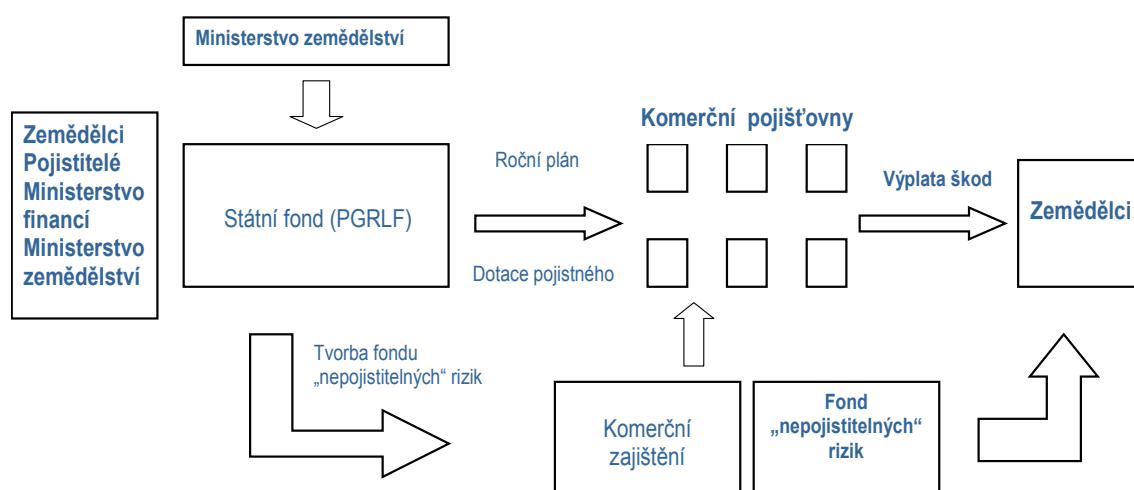 Ministerstvo zemědělství
Zemědělci
Pojistitelé
Ministerstvo
financí
Ministerstvo
zemědělství
Státní fond (PGRLF)
Roční plán
Dotace pojistného
Komerční pojišťovny
Výplata škod
Zemědělci
Tvorba fondu
„nepojistitelných“ rizik
Komerční
zajištění
Fond
„nepojistitelných“
rizik